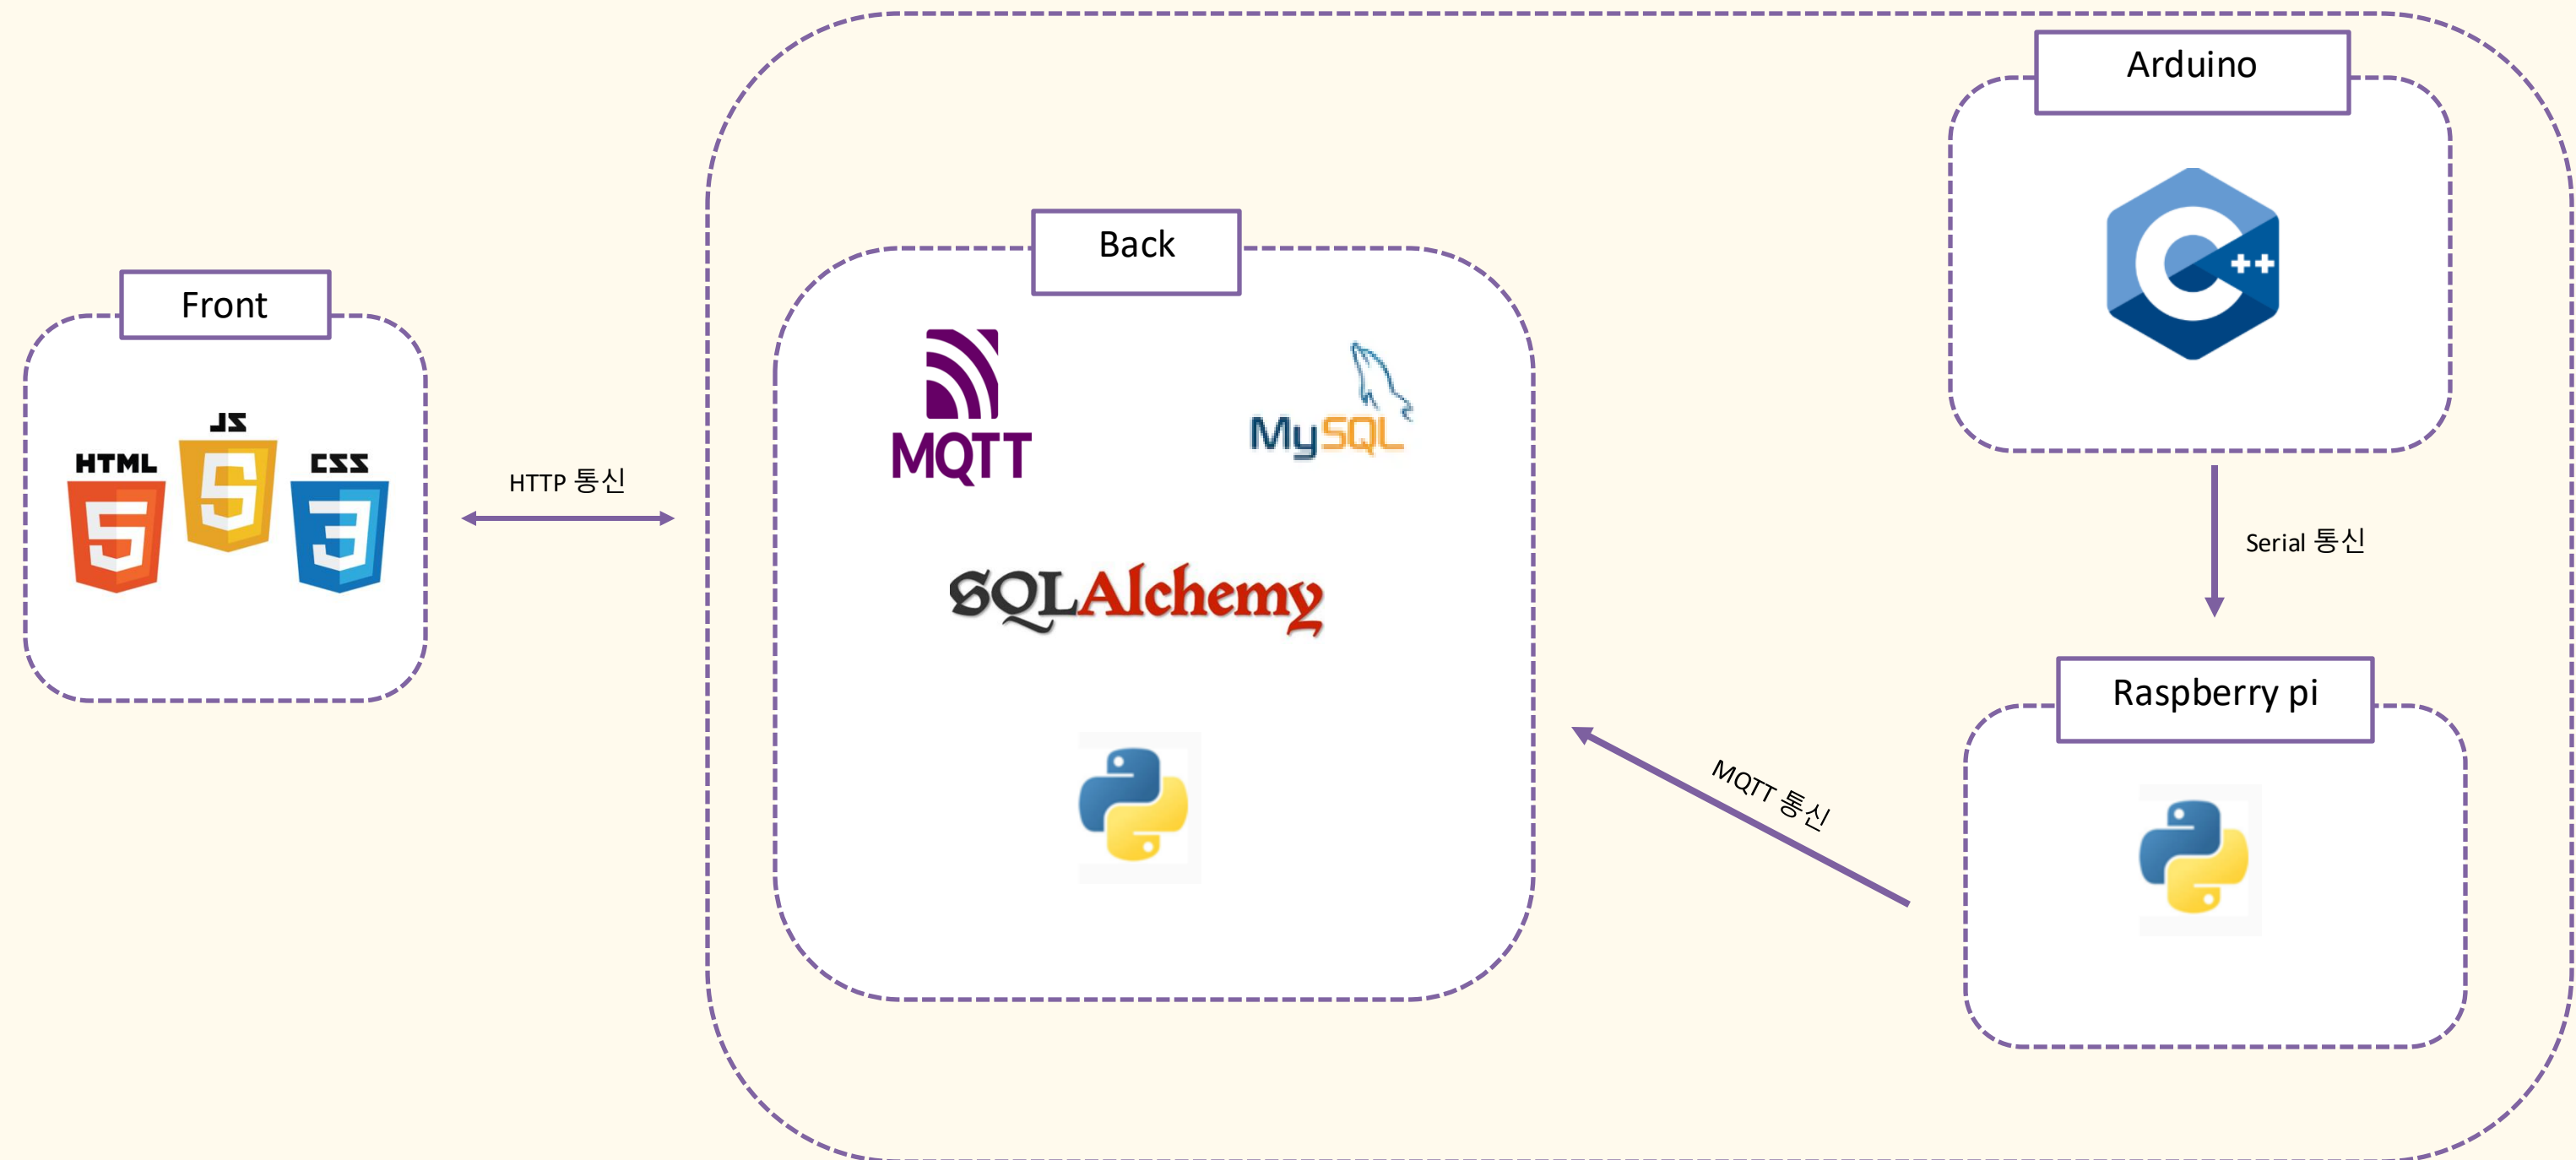 Front
HTML
JS
CSS
HTTP 통신
Back
MQTT
MySQL
SQLAlchemy
Arduino
C++
Serial 통신
Raspberry pi
MQTT 통신